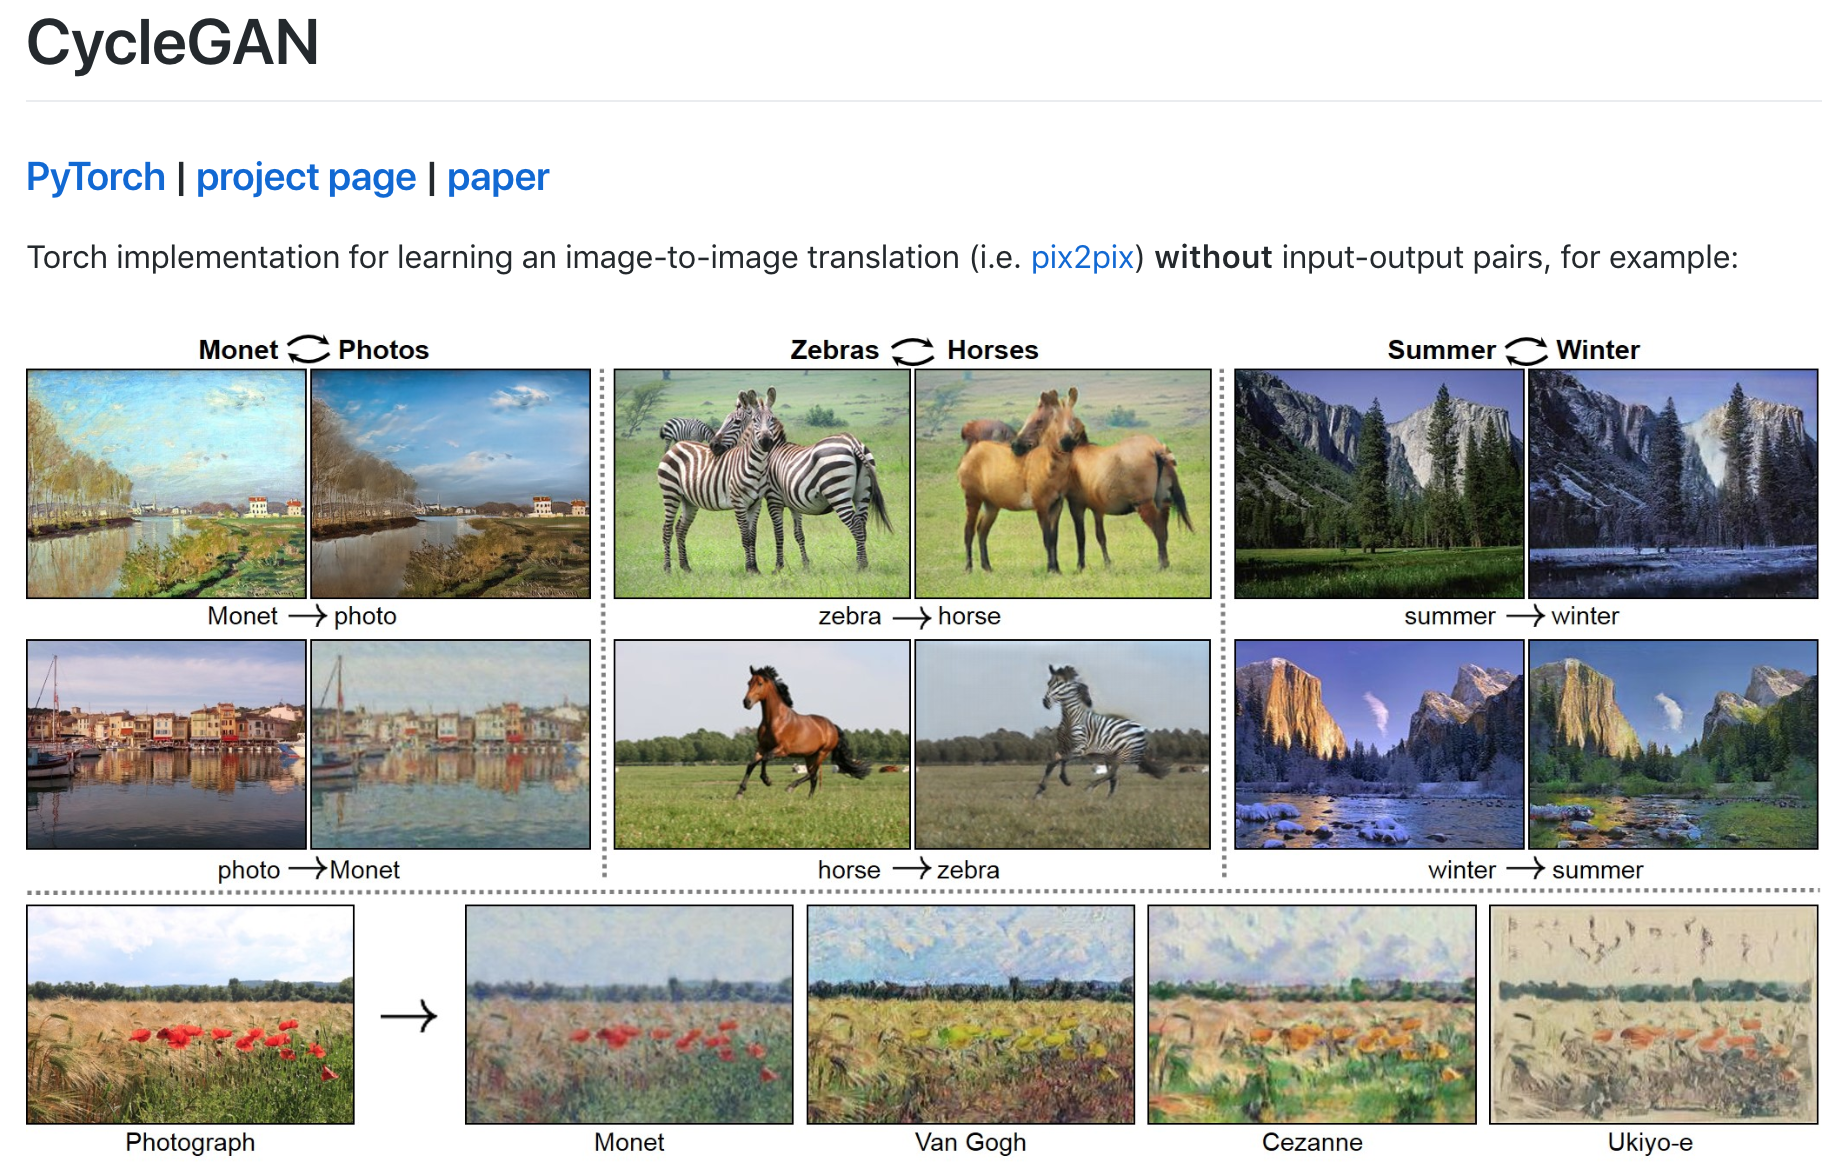 CycleGAN
PyTorch | project page | paper
Torch implementation for learning an image-to-image translation (i.e. pix2pix) without input-output pairs, for example:
Monet Photos
Zebras Horses
Summer Winter
Monet → photo
zebra → horse
summer → winter
photo → Monet
horse → zebra
winter → summer
Photograph
Monet
Van Gogh
Cezanne
Ukiyo-e